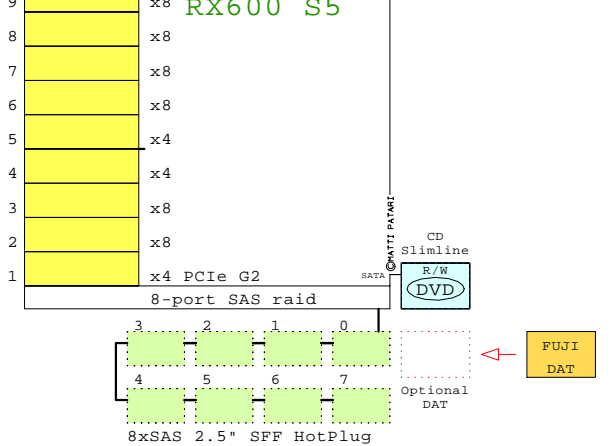 9 x8 RX600 S5
8 x8
7 x8
6 x8
5 x4
4 x4
3 x8
2 x8
1 x4 PCIe G2
©MATTI PATARI
SATA
CD
Slimline
R/W
DVD
8-port SAS raid
3 2 1 0
4 5 6 7
8xSAS 2.5" SFF HotPlug
Optional
DAT
FUJI
DAT